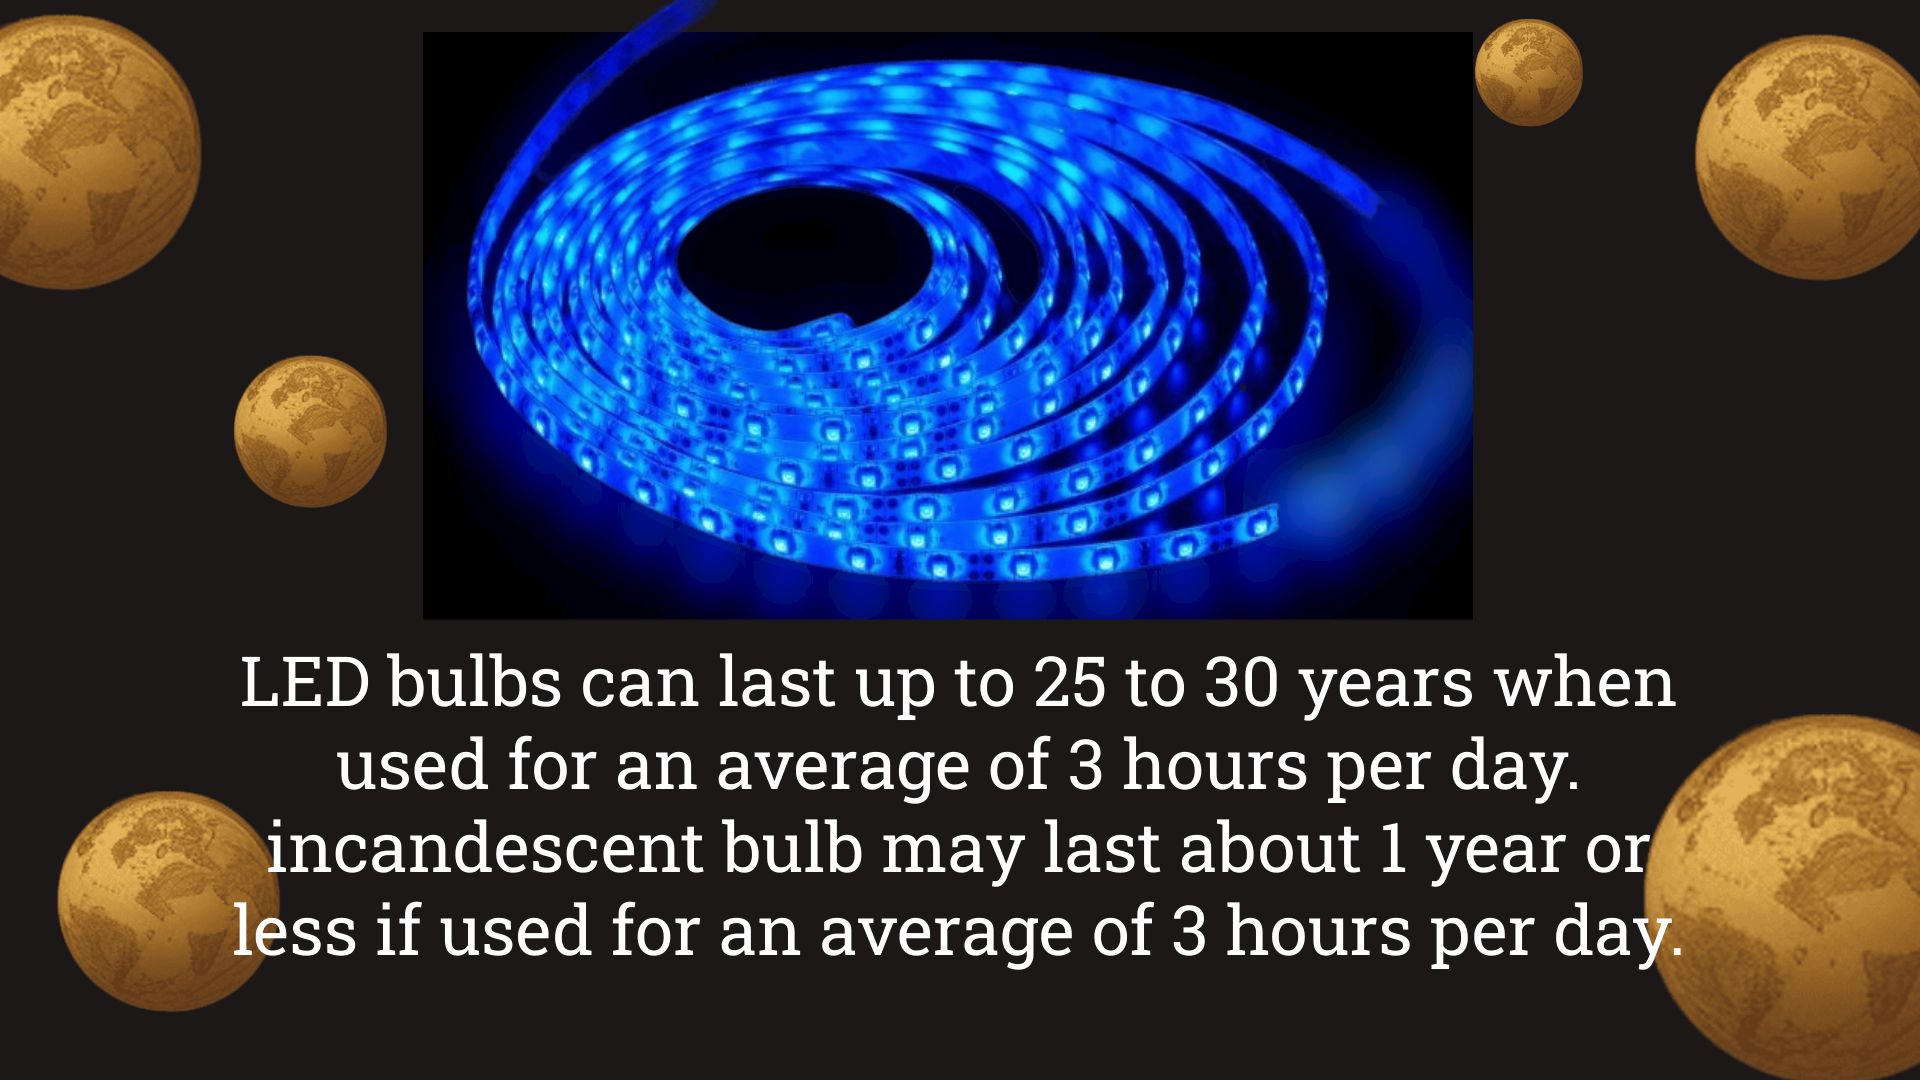 LED bulbs can last up to 25 to 30 years when
used for an average of 3 hours per day.
incandescent bulb may last about 1 year or
less if used for an average of 3 hours per day.